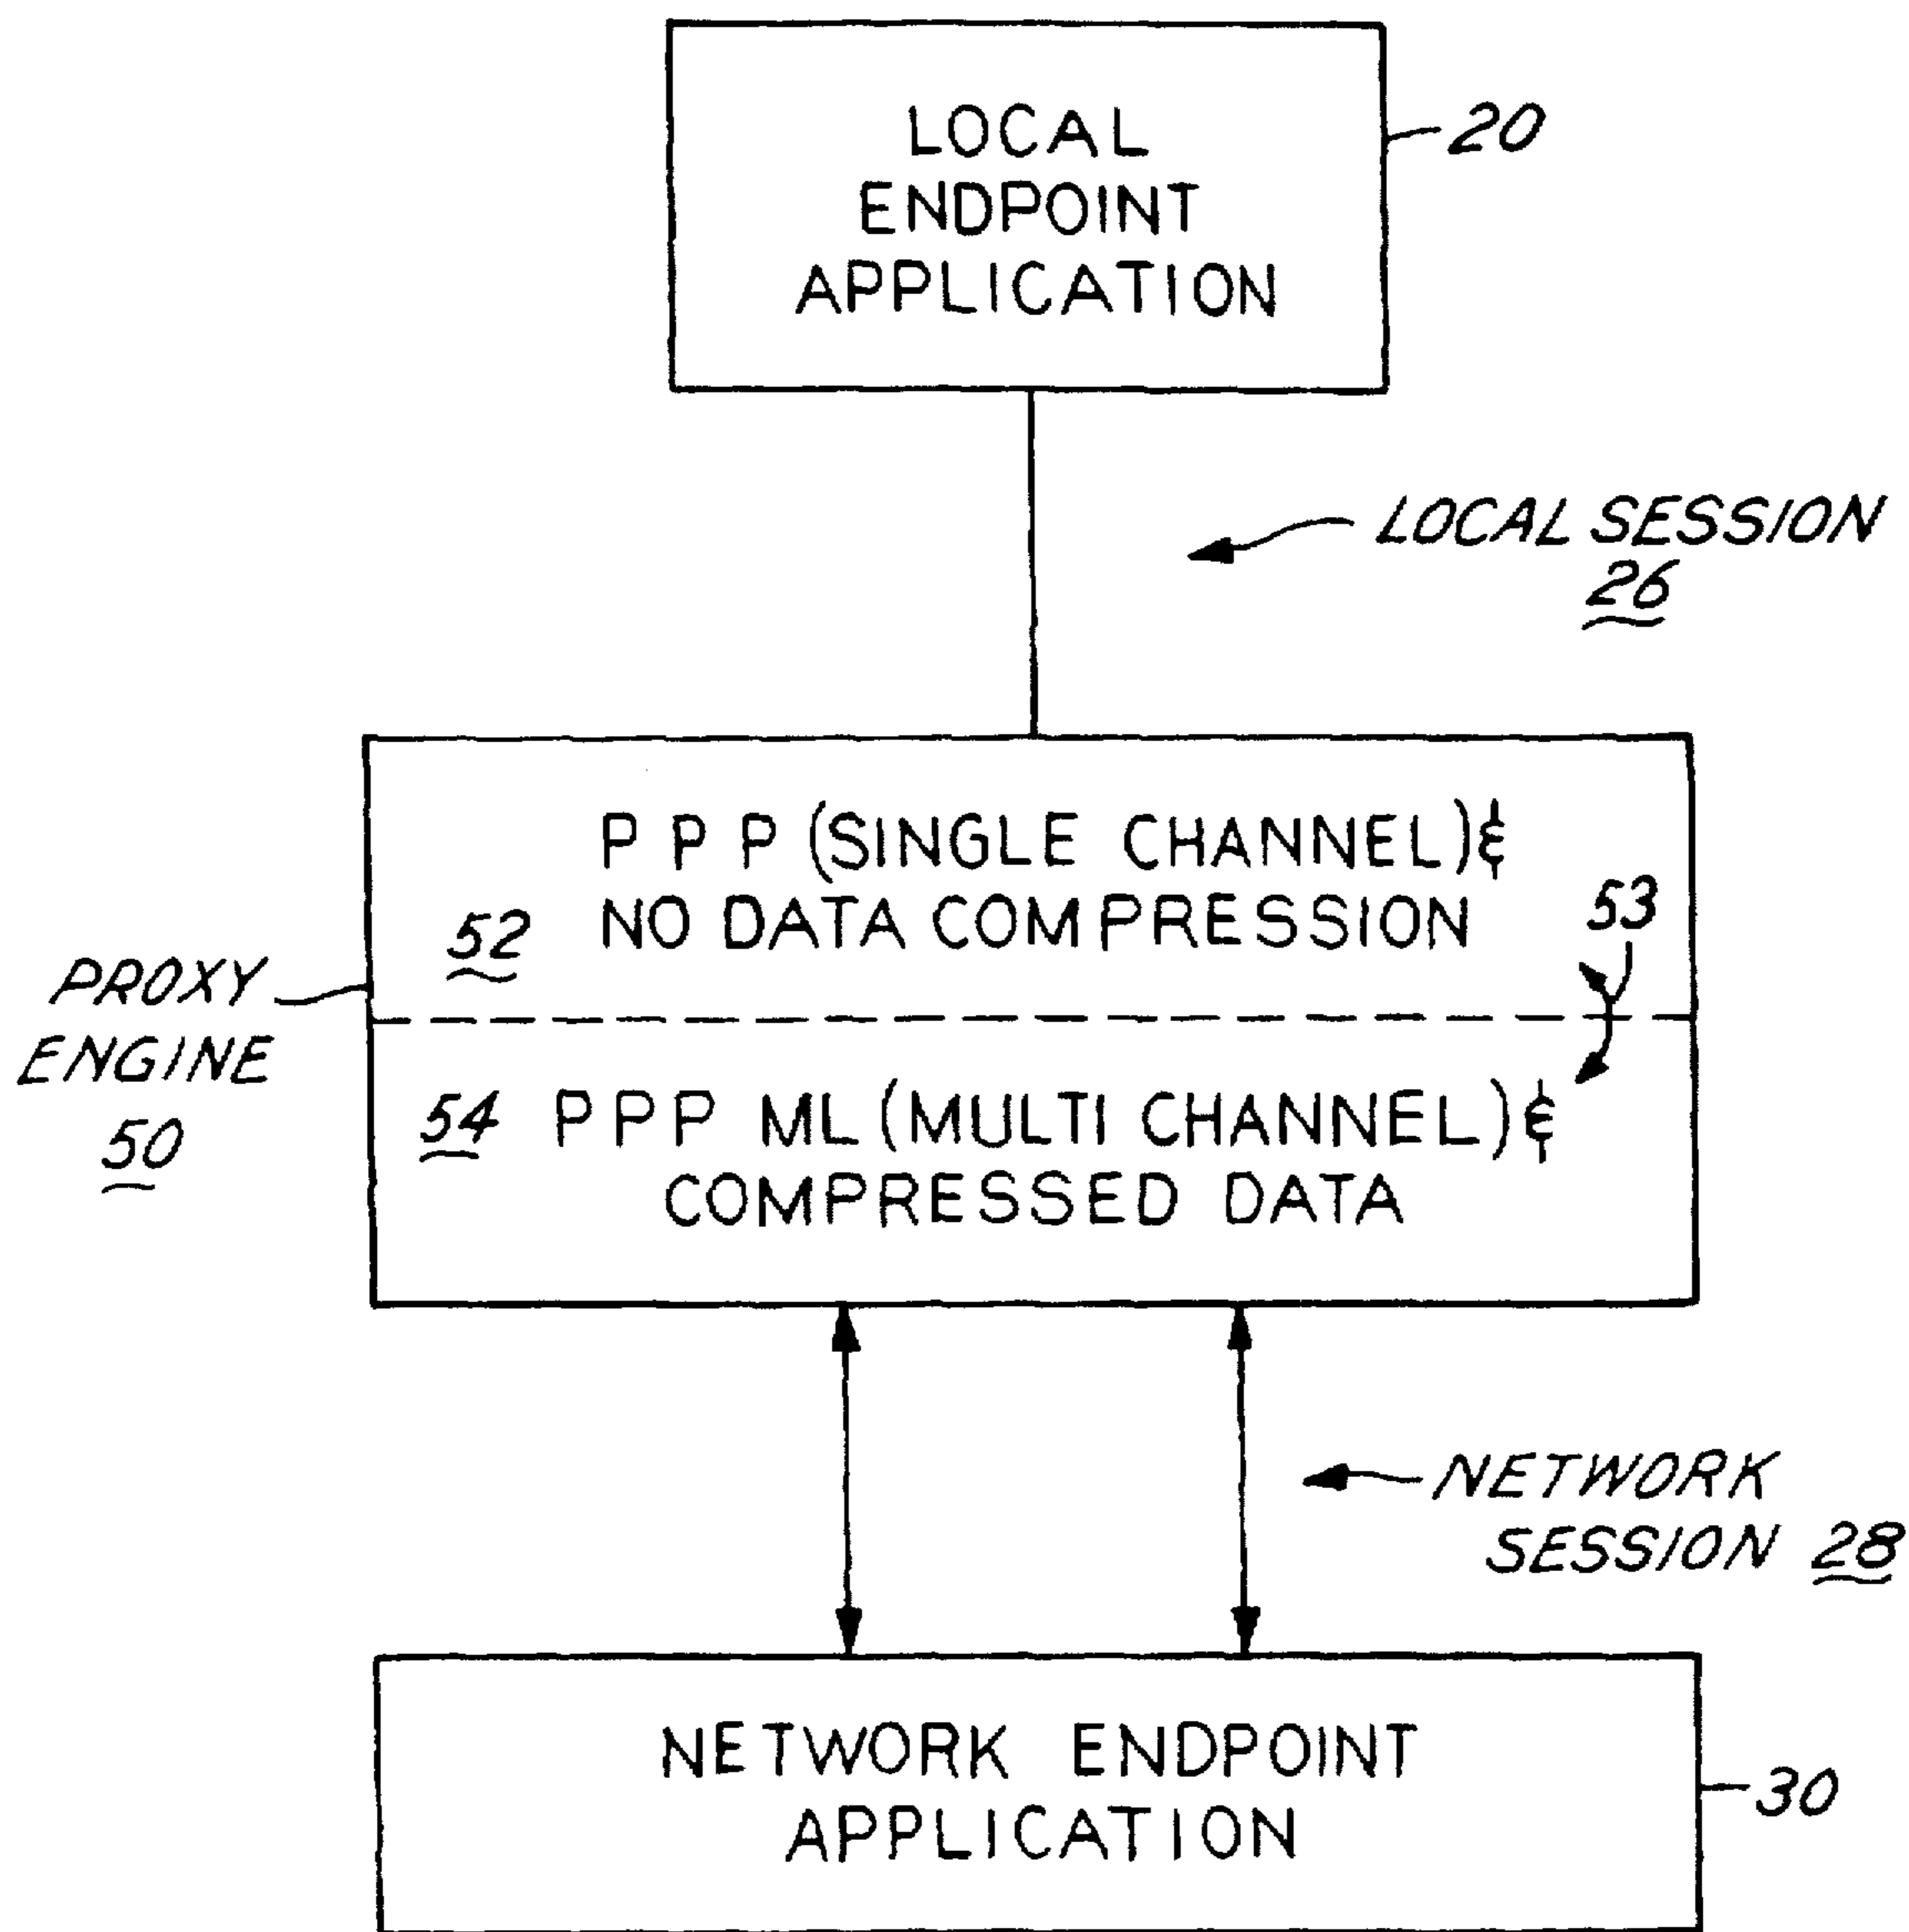 LOCAL
ENDPOINT
APPLICATION
20
LOCAL SESSION
26
P P P (SINGLE CHANNEL) &
NO DATA COMPRESSION
52
53
PROXY
ENGINE
50
54
PPP ML (MULTI CHANNEL) &
COMPRESSED DATA
NETWORK
SESSION 28
NETWORK ENDPOINT
APPLICATION
30